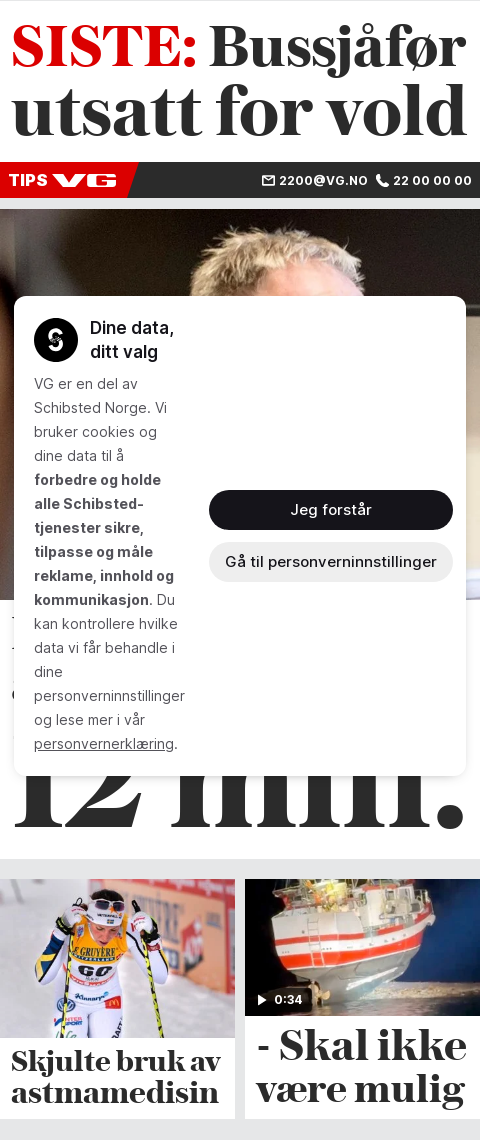 SISTE: Bussjåfør
utsatt for vold
TIPS VG 2200@VG.NO 22 00 00 00
Dine data,
ditt valg
VG er en del av
Schibsted Norge. Vi
bruker cookies og
dine data til å
forbedre og holde
alle Schibsted-
tjenester sikre,
tilpasse og måle
reklame, innhold og
kommunikasjon. Du
kan kontrollere hvilke
data vi får behandle i
dine
personverninnstillinger
og lese mer i vår
personvernerklæring.
Jeg forstår
Gå til personverninnstillinger
12 mill.
GRUYÈRE
60
0:34
Skjulte bruk av
astmamedisin
- Skal ikke
være mulig